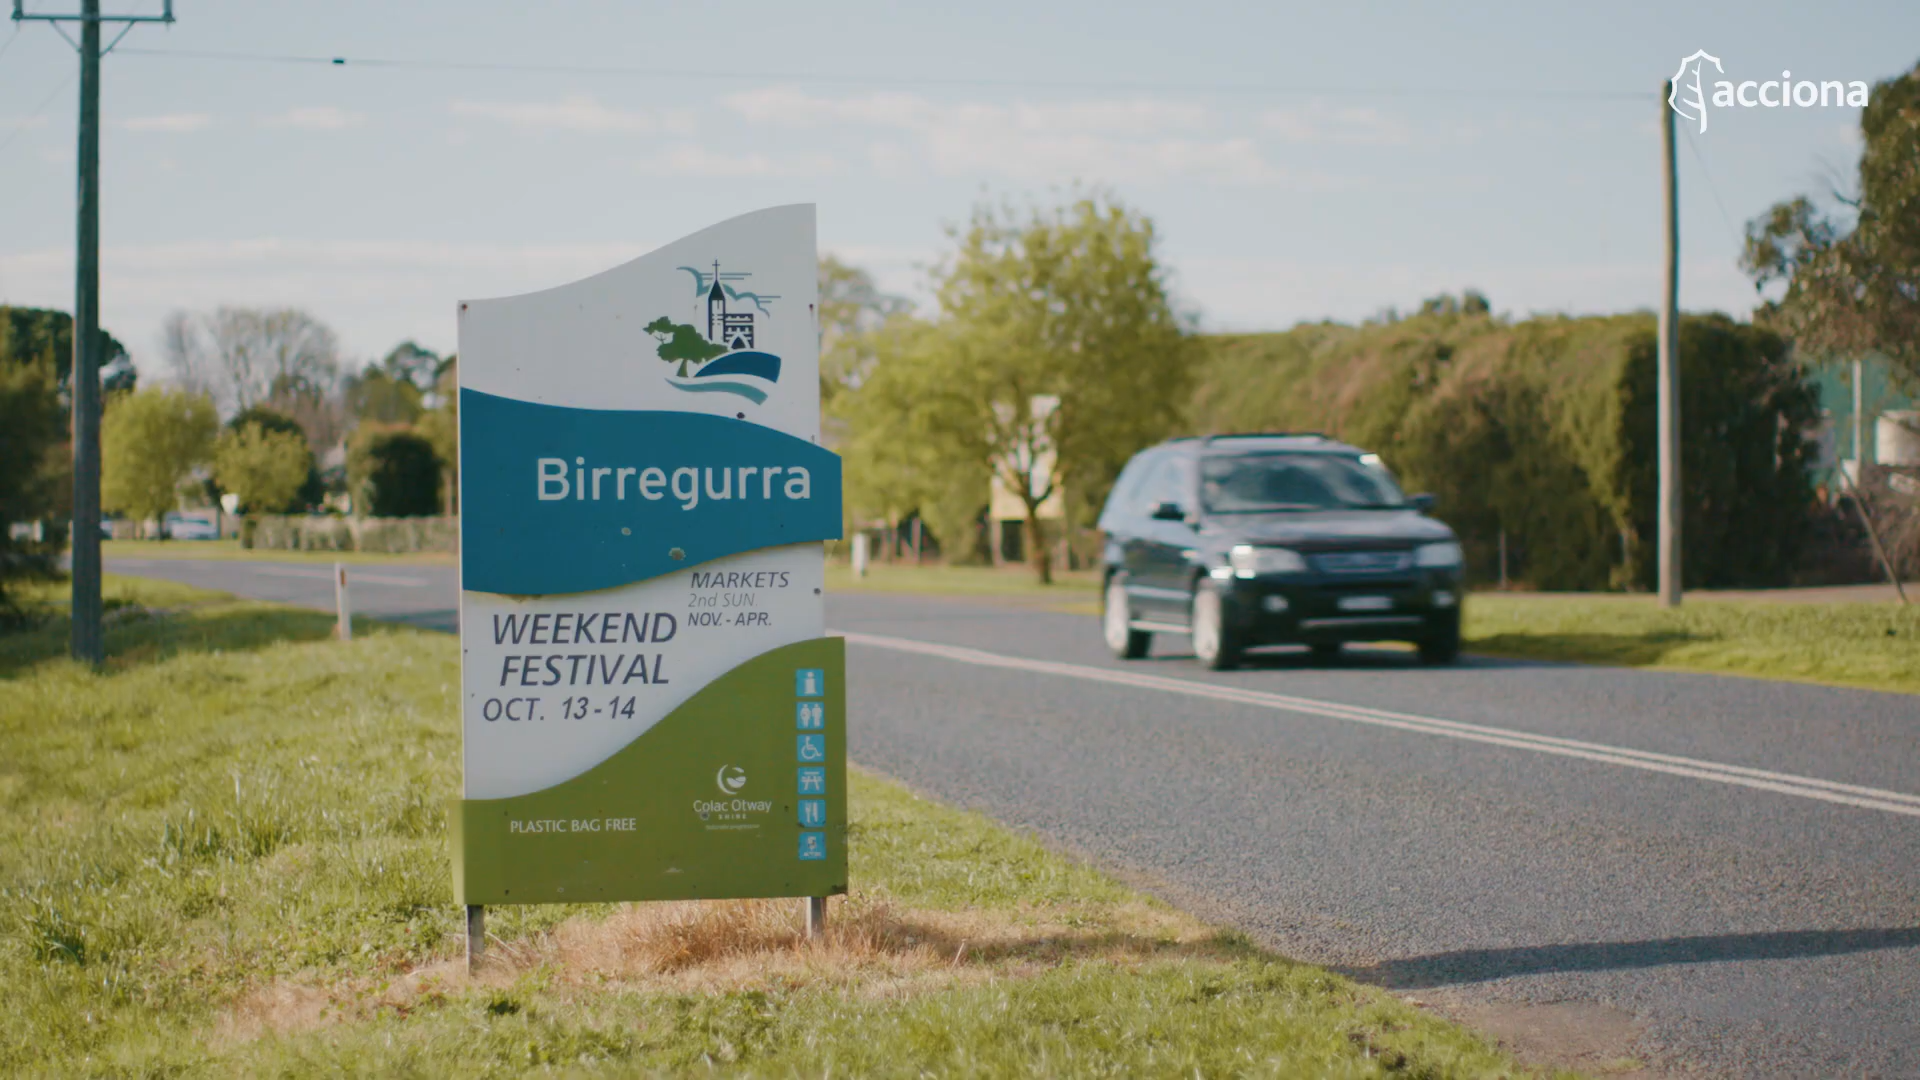 acciona
Birregurra
MARKETS
2nd SUN
NOV.- APR.
WEEKEND
FESTIVAL
OCT. 13-14
Colac Otway
SHIRE
PLASTIC BAG FREE